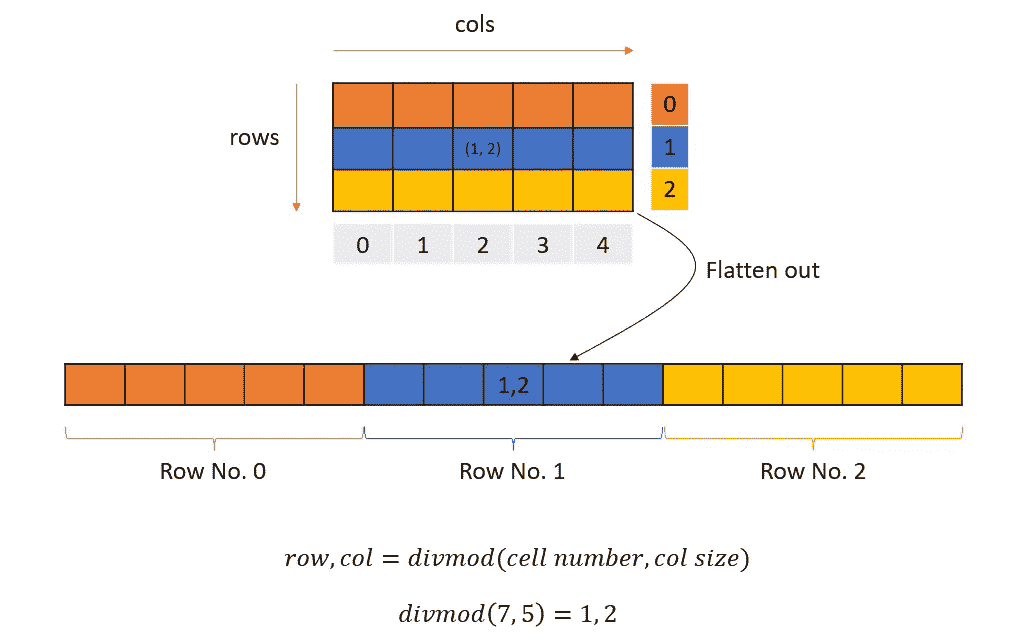 cols
rows
0
(1, 2)
1
2
0 1 2 3 4
Flatten out
1,2
Row No. 0 Row No. 1 Row No. 2
row, col = divmod(cell number, col size)
divmod(7, 5) = 1, 2